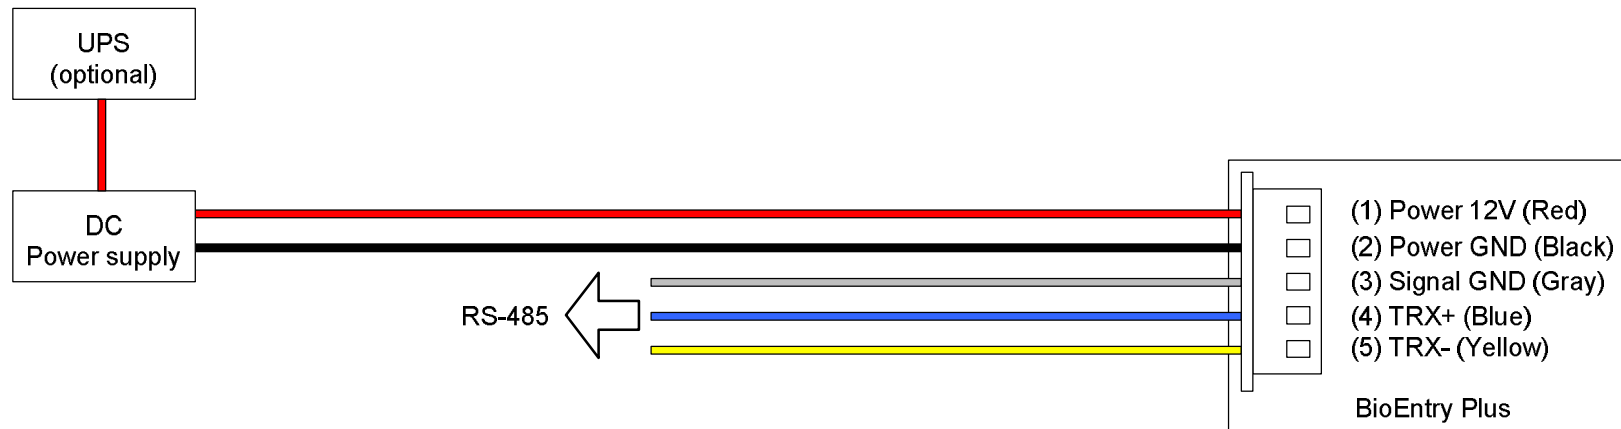 UPS
(optional)
DC
Power supply
RS-485
(1) Power 12V (Red)
(2) Power GND (Black)
(3) Signal GND (Gray)
(4) TRX+ (Blue)
(5) TRX- (Yellow)
BioEntry Plus